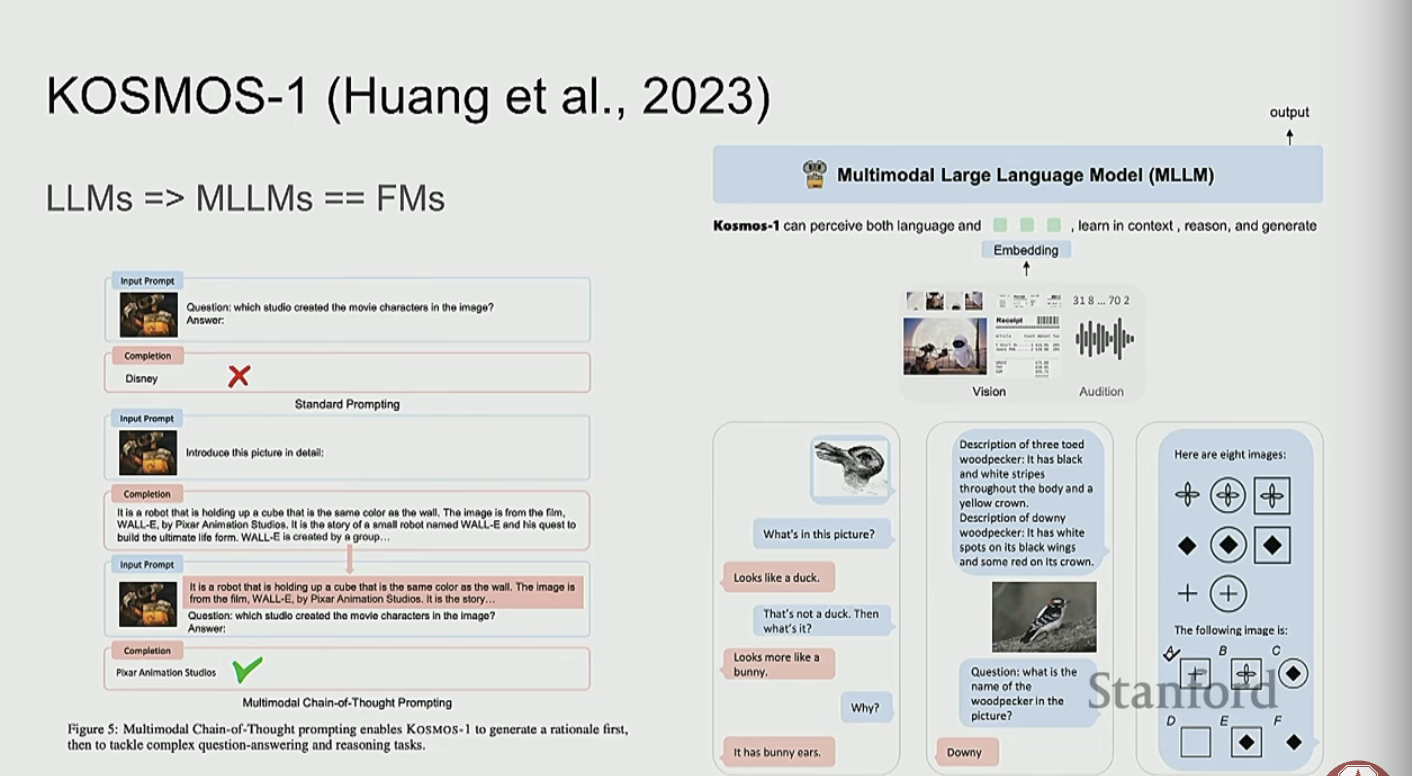 KOSMOS-1 (Huang et al., 2023)
LLMs => MLLMs == FMs
Input Prompt
Question: which studio created the movie characters in the image?
Answer:
Completion
Disney
Standard Prompting
Input Prompt
Introduce this picture in detail:
Completion
It is a robot that is holding up a cube that is the same color as the wall. The image is from the film,
WALL-E, by Pixar Animation Studios. It is the story of a small robot named WALL-E and his quest to
build the ultimate life form. WALL-E is created by a group…
Input Prompt
It is a robot that is holding up a cube that is the same color as the wall. The image is
from the film, WALL-E, by Pixar Animation Studios. It is the story…
Question: which studio created the movie characters in the image?
Answer:
Completion
Pixar Animation Studios
Multimodal Chain-of-Thought Prompting
Figure 5: Multimodal Chain-of-Thought prompting enables KOSMOS-1 to generate a rationale first,
then to tackle complex question-answering and reasoning tasks.
output
Multimodal Large Language Model (MLLM)
Kosmos-1 can perceive both language and , learn in context , reason, and generate
Embedding
31 8 ... 70 2
Receipt
Vision
Audition
What's in this picture?
Looks like a duck.
That's not a duck. Then
what's it?
Looks more like a
bunny.
Why?
It has bunny ears.
Description of three toed
woodpecker: It has black
and white stripes
throughout the body and a
yellow crown.
Description of downy
woodpecker: It has white
spots on its black wings
and some red on its crown.
Question: what is the
name of the
woodpecker in the
picture?
Downy
Here are eight images:
The following image is:
A B C
D E F
Stanford